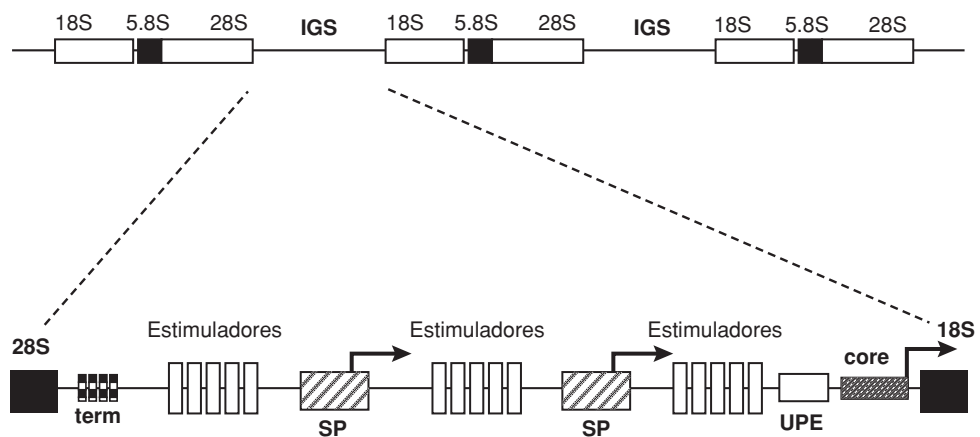 18S 5.8S 28S IGS 18S 5.8S 28S IGS 18S 5.8S 28S
Estimuladores Estimuladores Estimuladores 18S
28S core
term SP SP UPE